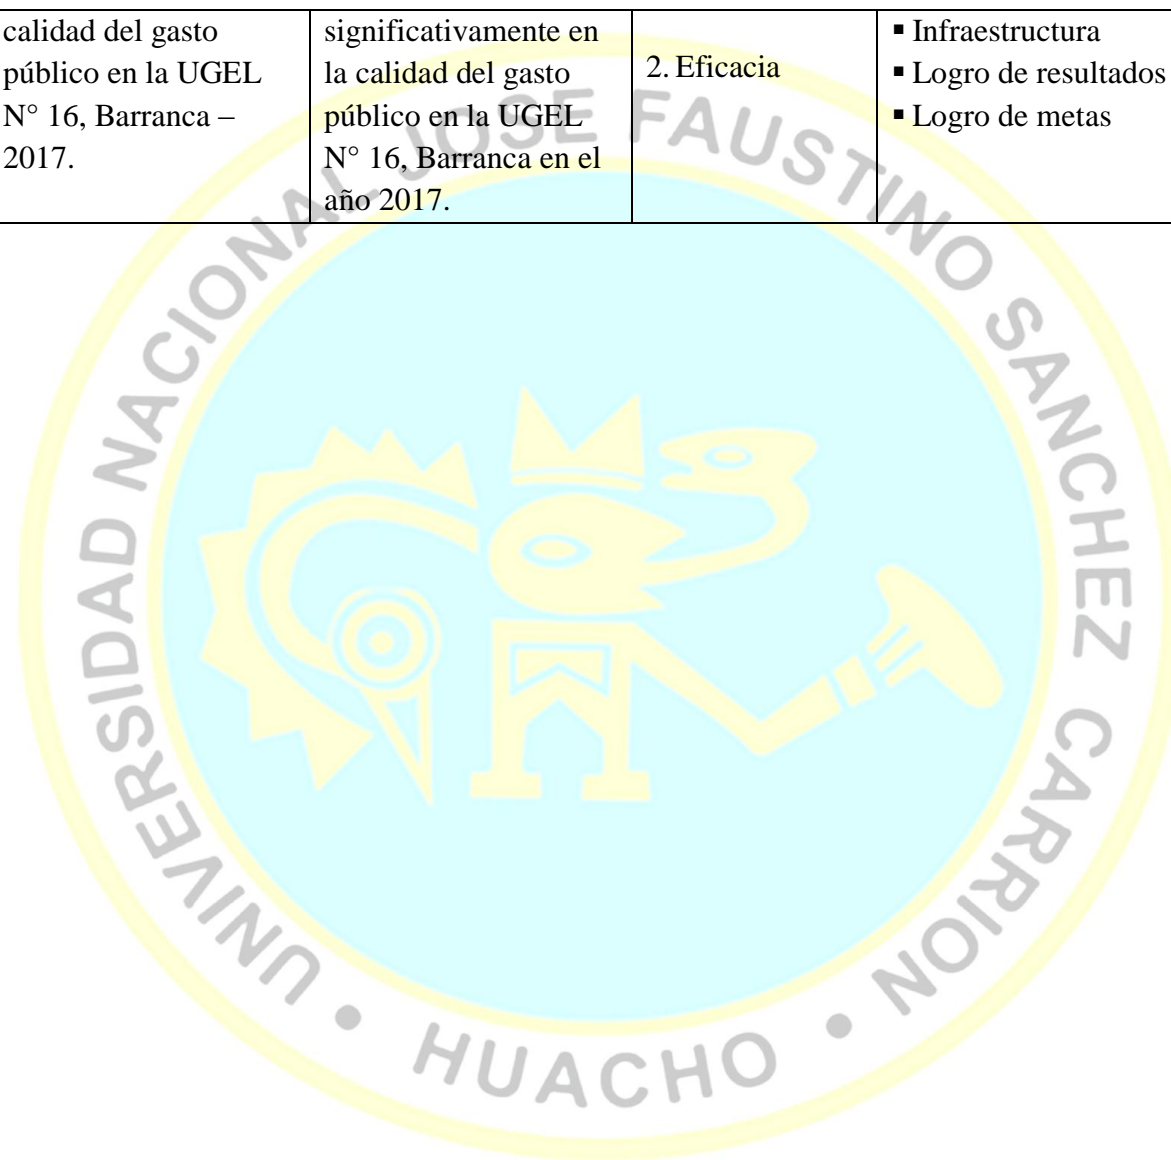 calidad del gasto
público en la UGEL
N° 16, Barranca –
2017.
significativamente en
la calidad del gasto
público en la UGEL
N° 16, Barranca en el
año 2017.
2. Eficacia
▪ Infraestructura
▪ Logro de resultados
▪ Logro de metas
UNIVERSIDAD NACIONAL JOSE FAUSTINO SANCHEZ CARRION
• HUACHO •